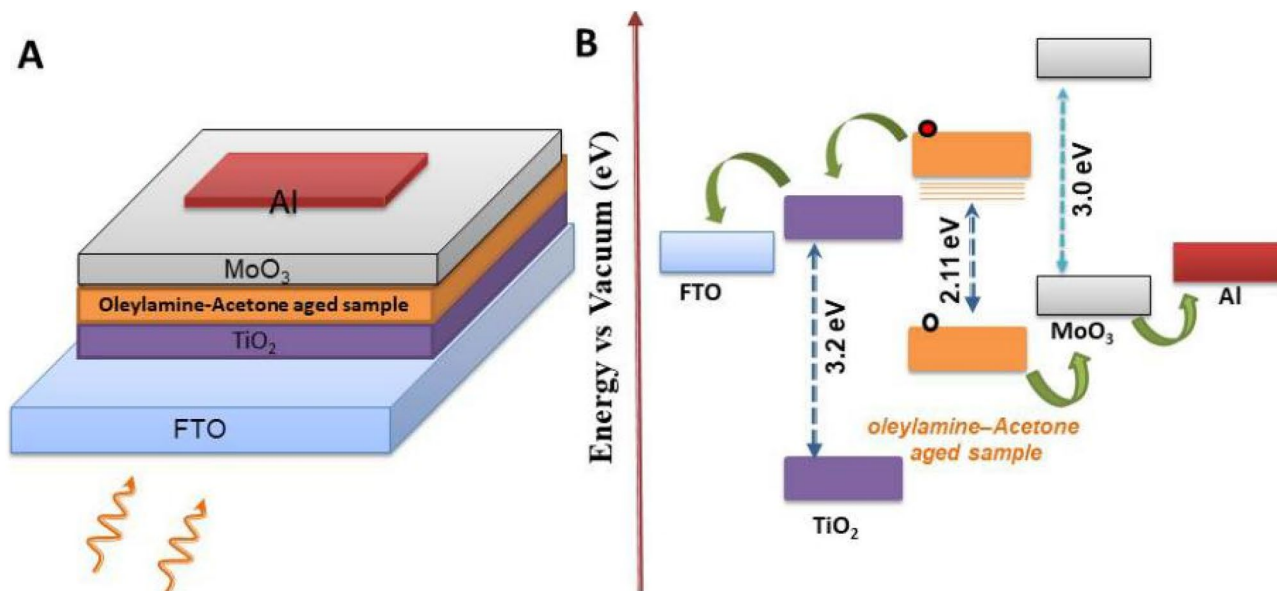 A
Al
MoO₃
Oleylamine-Acetone aged sample
TiO₂
FTO
B
Energy vs Vacuum (eV)
FTO
3.2 eV
TiO₂
2.11 eV
oleylamine–Acetone
aged sample
3.0 eV
MoO₃
Al